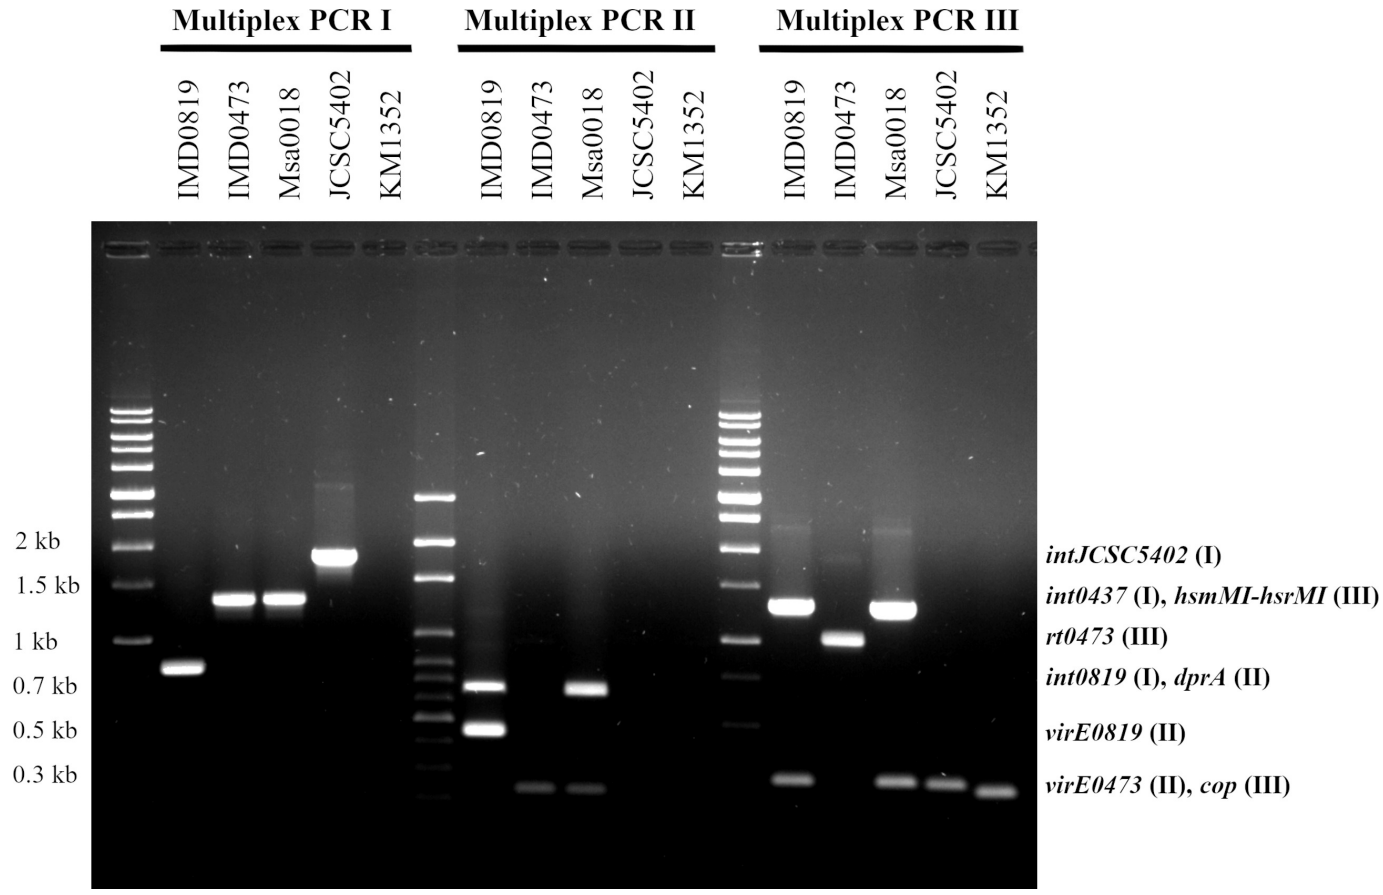 Multiplex PCR I
Multiplex PCR II
Multiplex PCR III
IMD0819
IMD0473
Msa0018
JCSC5402
KM1352
IMD0819
IMD0473
Msa0018
JCSC5402
KM1352
IMD0819
IMD0473
Msa0018
JCSC5402
KM1352
2 kb
1.5 kb
1 kb
0.7 kb
0.5 kb
0.3 kb
intJCSC5402 (I)
int0437 (I), hsmMI-hsrMI (III)
rt0473 (III)
int0819 (I), dprA (II)
virE0819 (II)
virE0473 (II), cop (III)